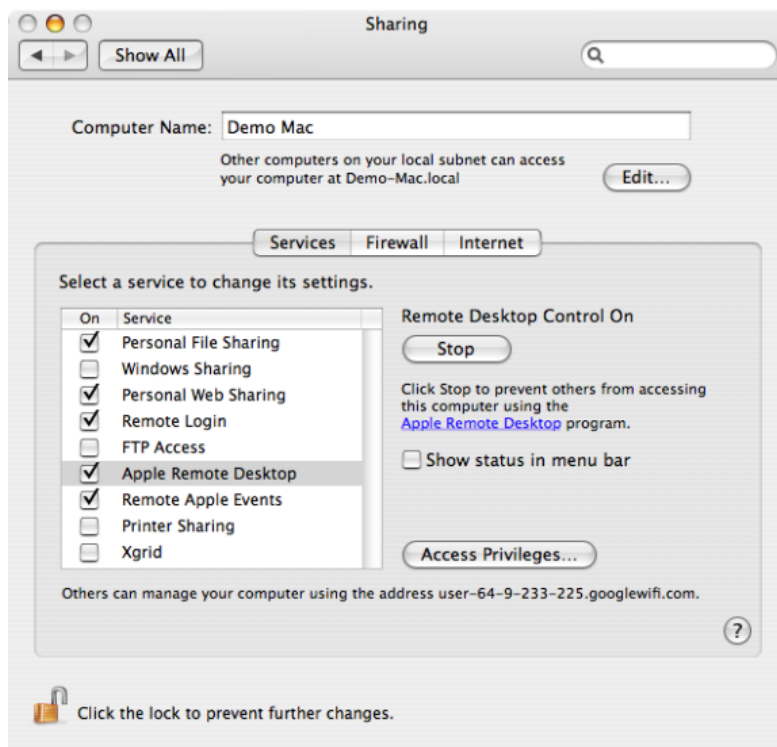 Sharing
Show All
Computer Name: Demo Mac
Other computers on your local subnet can access
your computer at Demo-Mac.local
Edit...
Services Firewall Internet
Select a service to change its settings.
On Service
Personal File Sharing
Windows Sharing
Personal Web Sharing
Remote Login
FTP Access
Apple Remote Desktop
Remote Apple Events
Printer Sharing
Xgrid
Remote Desktop Control On
Stop
Click Stop to prevent others from accessing
this computer using the
Apple Remote Desktop program.
Show status in menu bar
Access Privileges...
Others can manage your computer using the address user-64-9-233-225.googlewifi.com.
?
Click the lock to prevent further changes.